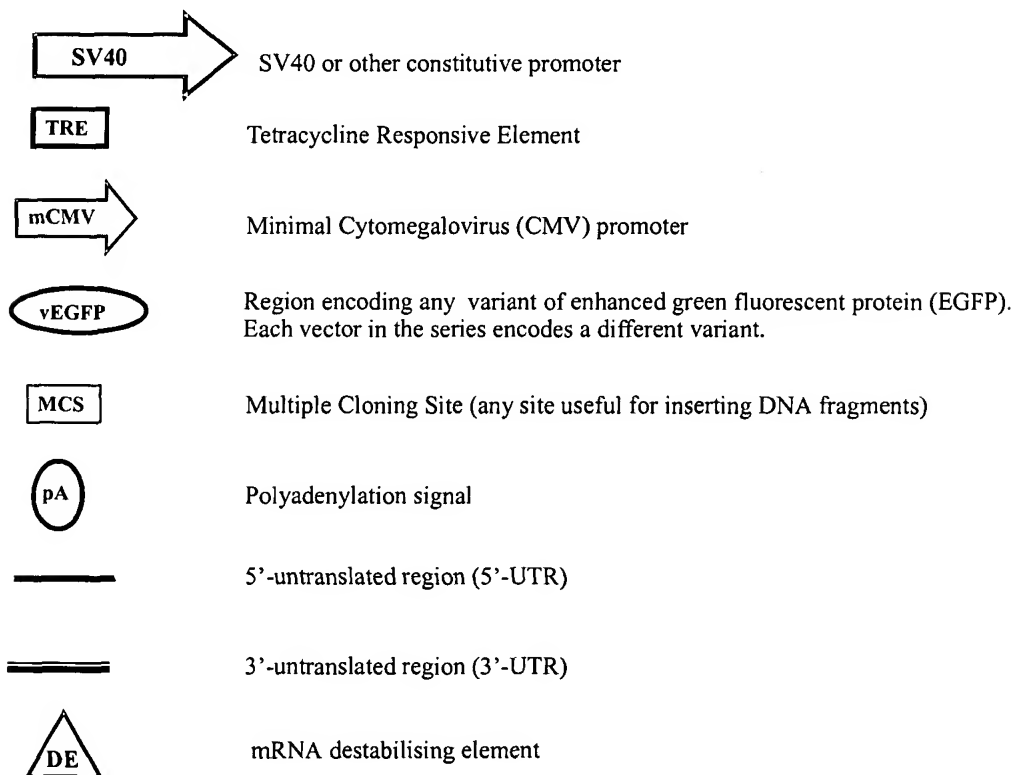 SV40 SV40 or other constitutive promoter
TRE Tetracycline Responsive Element
mCMV Minimal Cytomegalovirus (CMV) promoter
vEGFP Region encoding any variant of enhanced green fluorescent protein (EGFP).
Each vector in the series encodes a different variant.
MCS Multiple Cloning Site (any site useful for inserting DNA fragments)
pA Polyadenylation signal
5'-untranslated region (5'-UTR)
3'-untranslated region (3'-UTR)
DE mRNA destabilising element